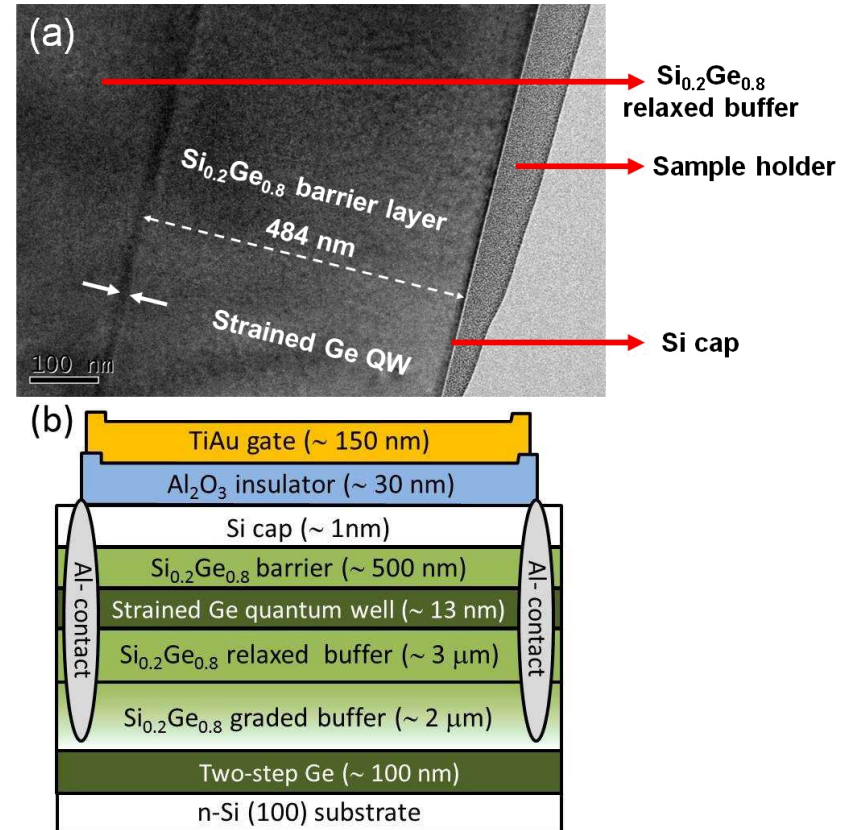 (a)
Si0.2Ge0.8
relaxed buffer
Sample holder
Si0.2Ge0.8 barrier layer
484 nm
Strained Ge QW
Si cap
100 nm
(b)
TiAu gate (~ 150 nm)
Al2O3 insulator (~ 30 nm)
Si cap (~ 1nm)
Si0.2Ge0.8 barrier (~ 500 nm)
Strained Ge quantum well (~ 13 nm)
Si0.2Ge0.8 relaxed buffer (~ 3 μm)
Si0.2Ge0.8 graded buffer (~ 2 μm)
Two-step Ge (~ 100 nm)
n-Si (100) substrate
Al- contact
Al- contact